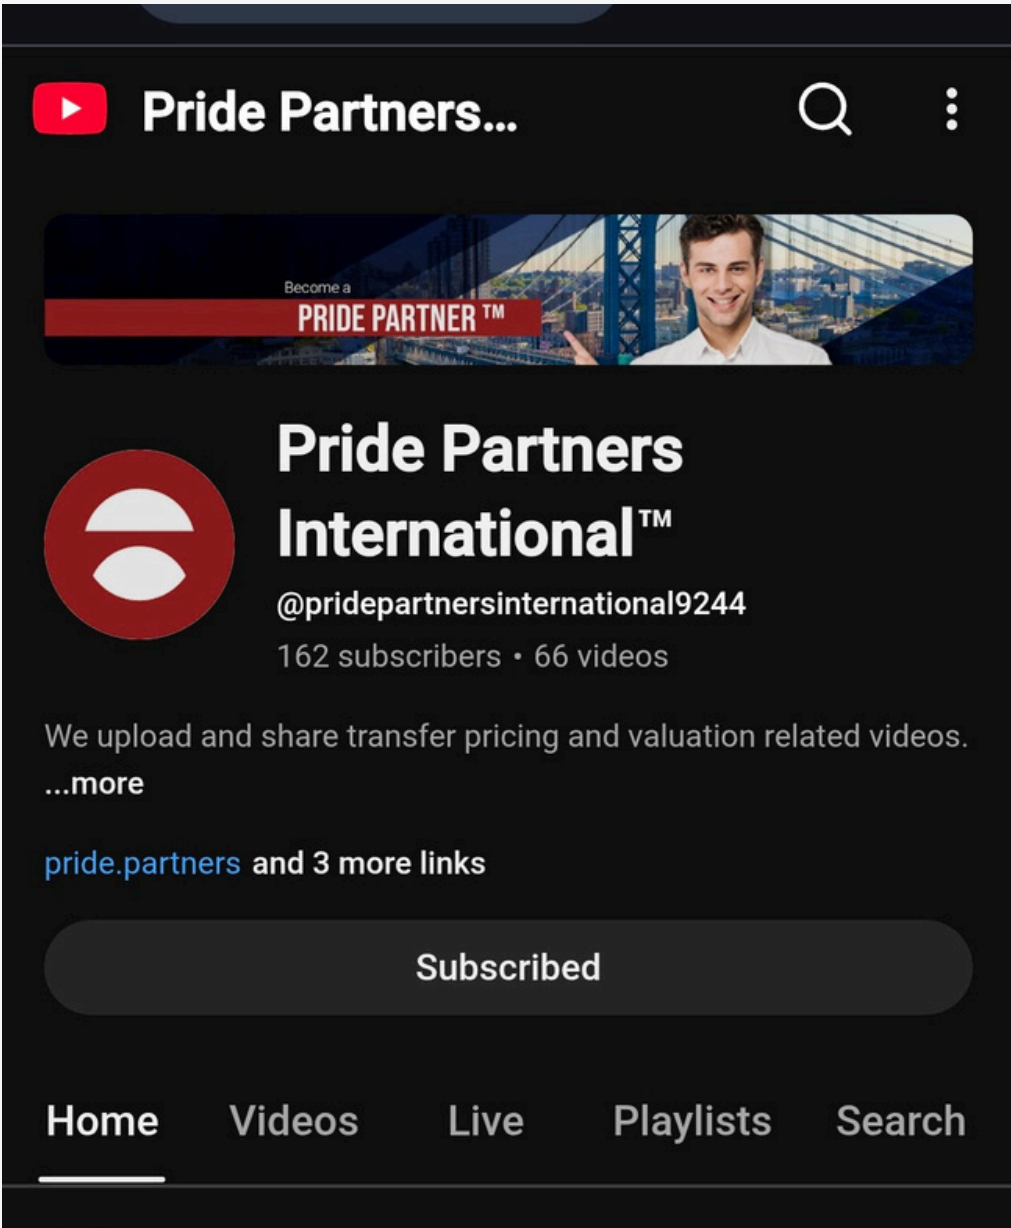 Pride Partners...
Become a
PRIDE PARTNER ™
Pride Partners
International™
@pridepartnersinternational9244
162 subscribers • 66 videos
We upload and share transfer pricing and valuation related videos.
...more
pride.partners and 3 more links
Subscribed
Home Videos Live Playlists Search